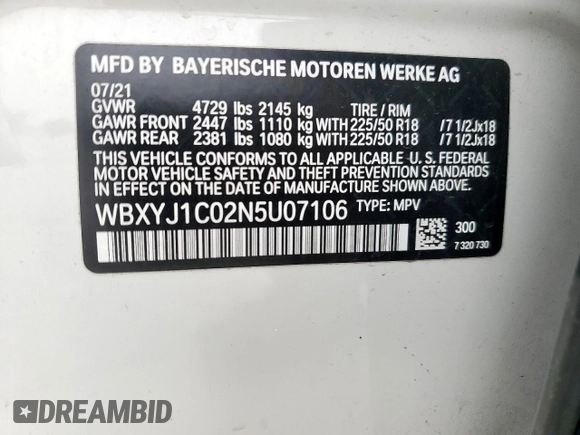 MFD BY BAYERISCHE MOTOREN WERKE AG
07/21
GVWR 4729 lbs 2145 kg TIRE / RIM
GAWR FRONT 2447 lbs 1110 kg WITH 225/50 R18 /7 1/2Jx18
GAWR REAR 2381 lbs 1080 kg WITH 225/50 R18 /7 1/2Jx18
THIS VEHICLE CONFORMS TO ALL APPLICABLE U. S. FEDERAL
MOTOR VEHICLE SAFETY AND THEFT PREVENTION STANDARDS
IN EFFECT ON THE DATE OF MANUFACTURE SHOWN ABOVE.
WBXYJ1C02N5U07106 TYPE: MPV
300
7 320 730
DREAMBID